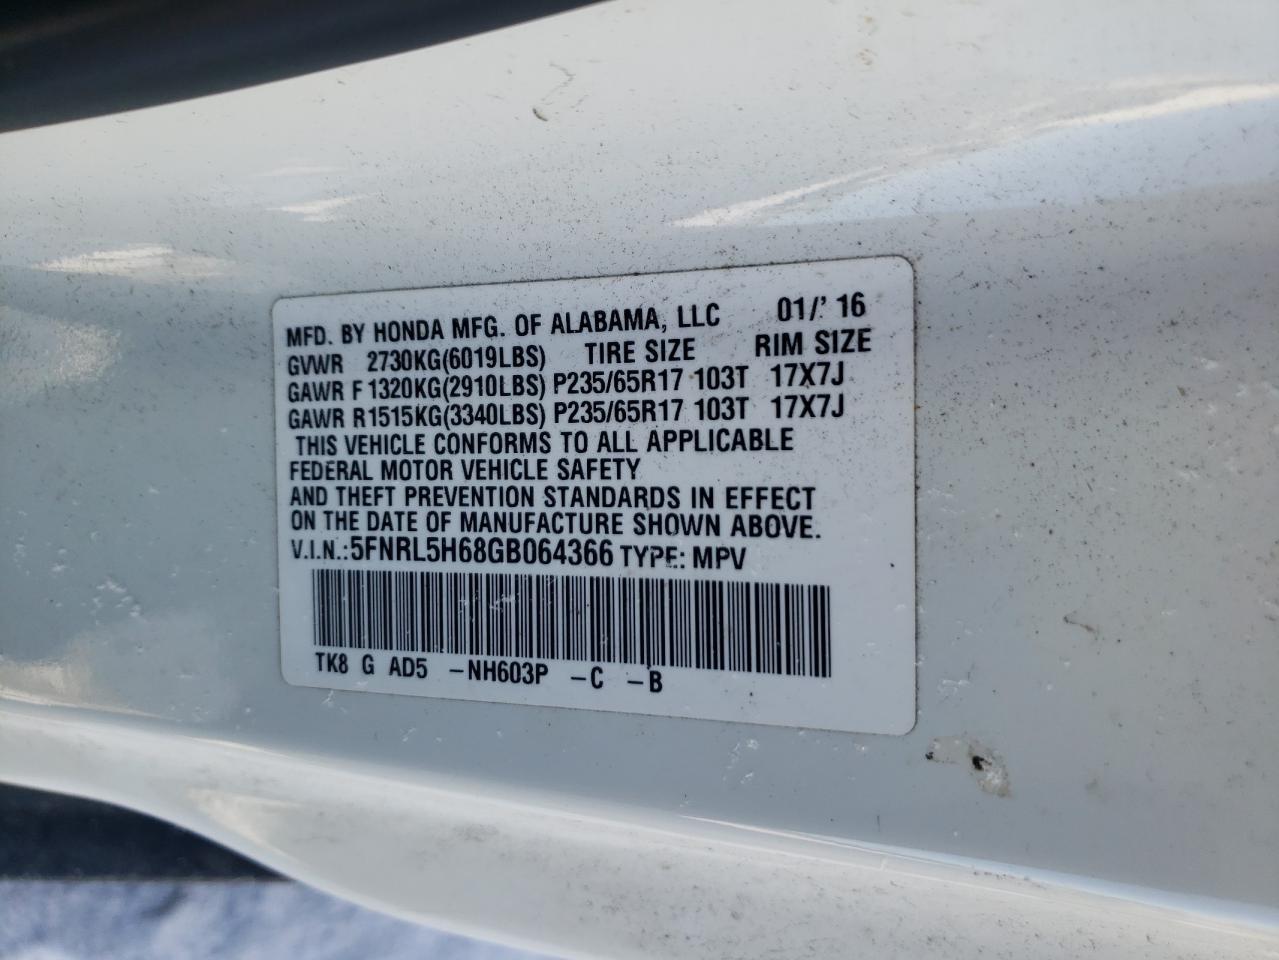 MFD. BY HONDA MFG. OF ALABAMA, LLC 01/' 16
GVWR 2730KG(6019LBS) TIRE SIZE RIM SIZE
GAWR F 1320KG(2910LBS) P235/65R17 103T 17X7J
GAWR R1515KG(3340LBS) P235/65R17 103T 17X7J
THIS VEHICLE CONFORMS TO ALL APPLICABLE
FEDERAL MOTOR VEHICLE SAFETY
AND THEFT PREVENTION STANDARDS IN EFFECT
ON THE DATE OF MANUFACTURE SHOWN ABOVE.
V.I.N.:5FNRL5H68GB064366 TYPE: MPV
TK8 G AD5 -NH603P -C -B